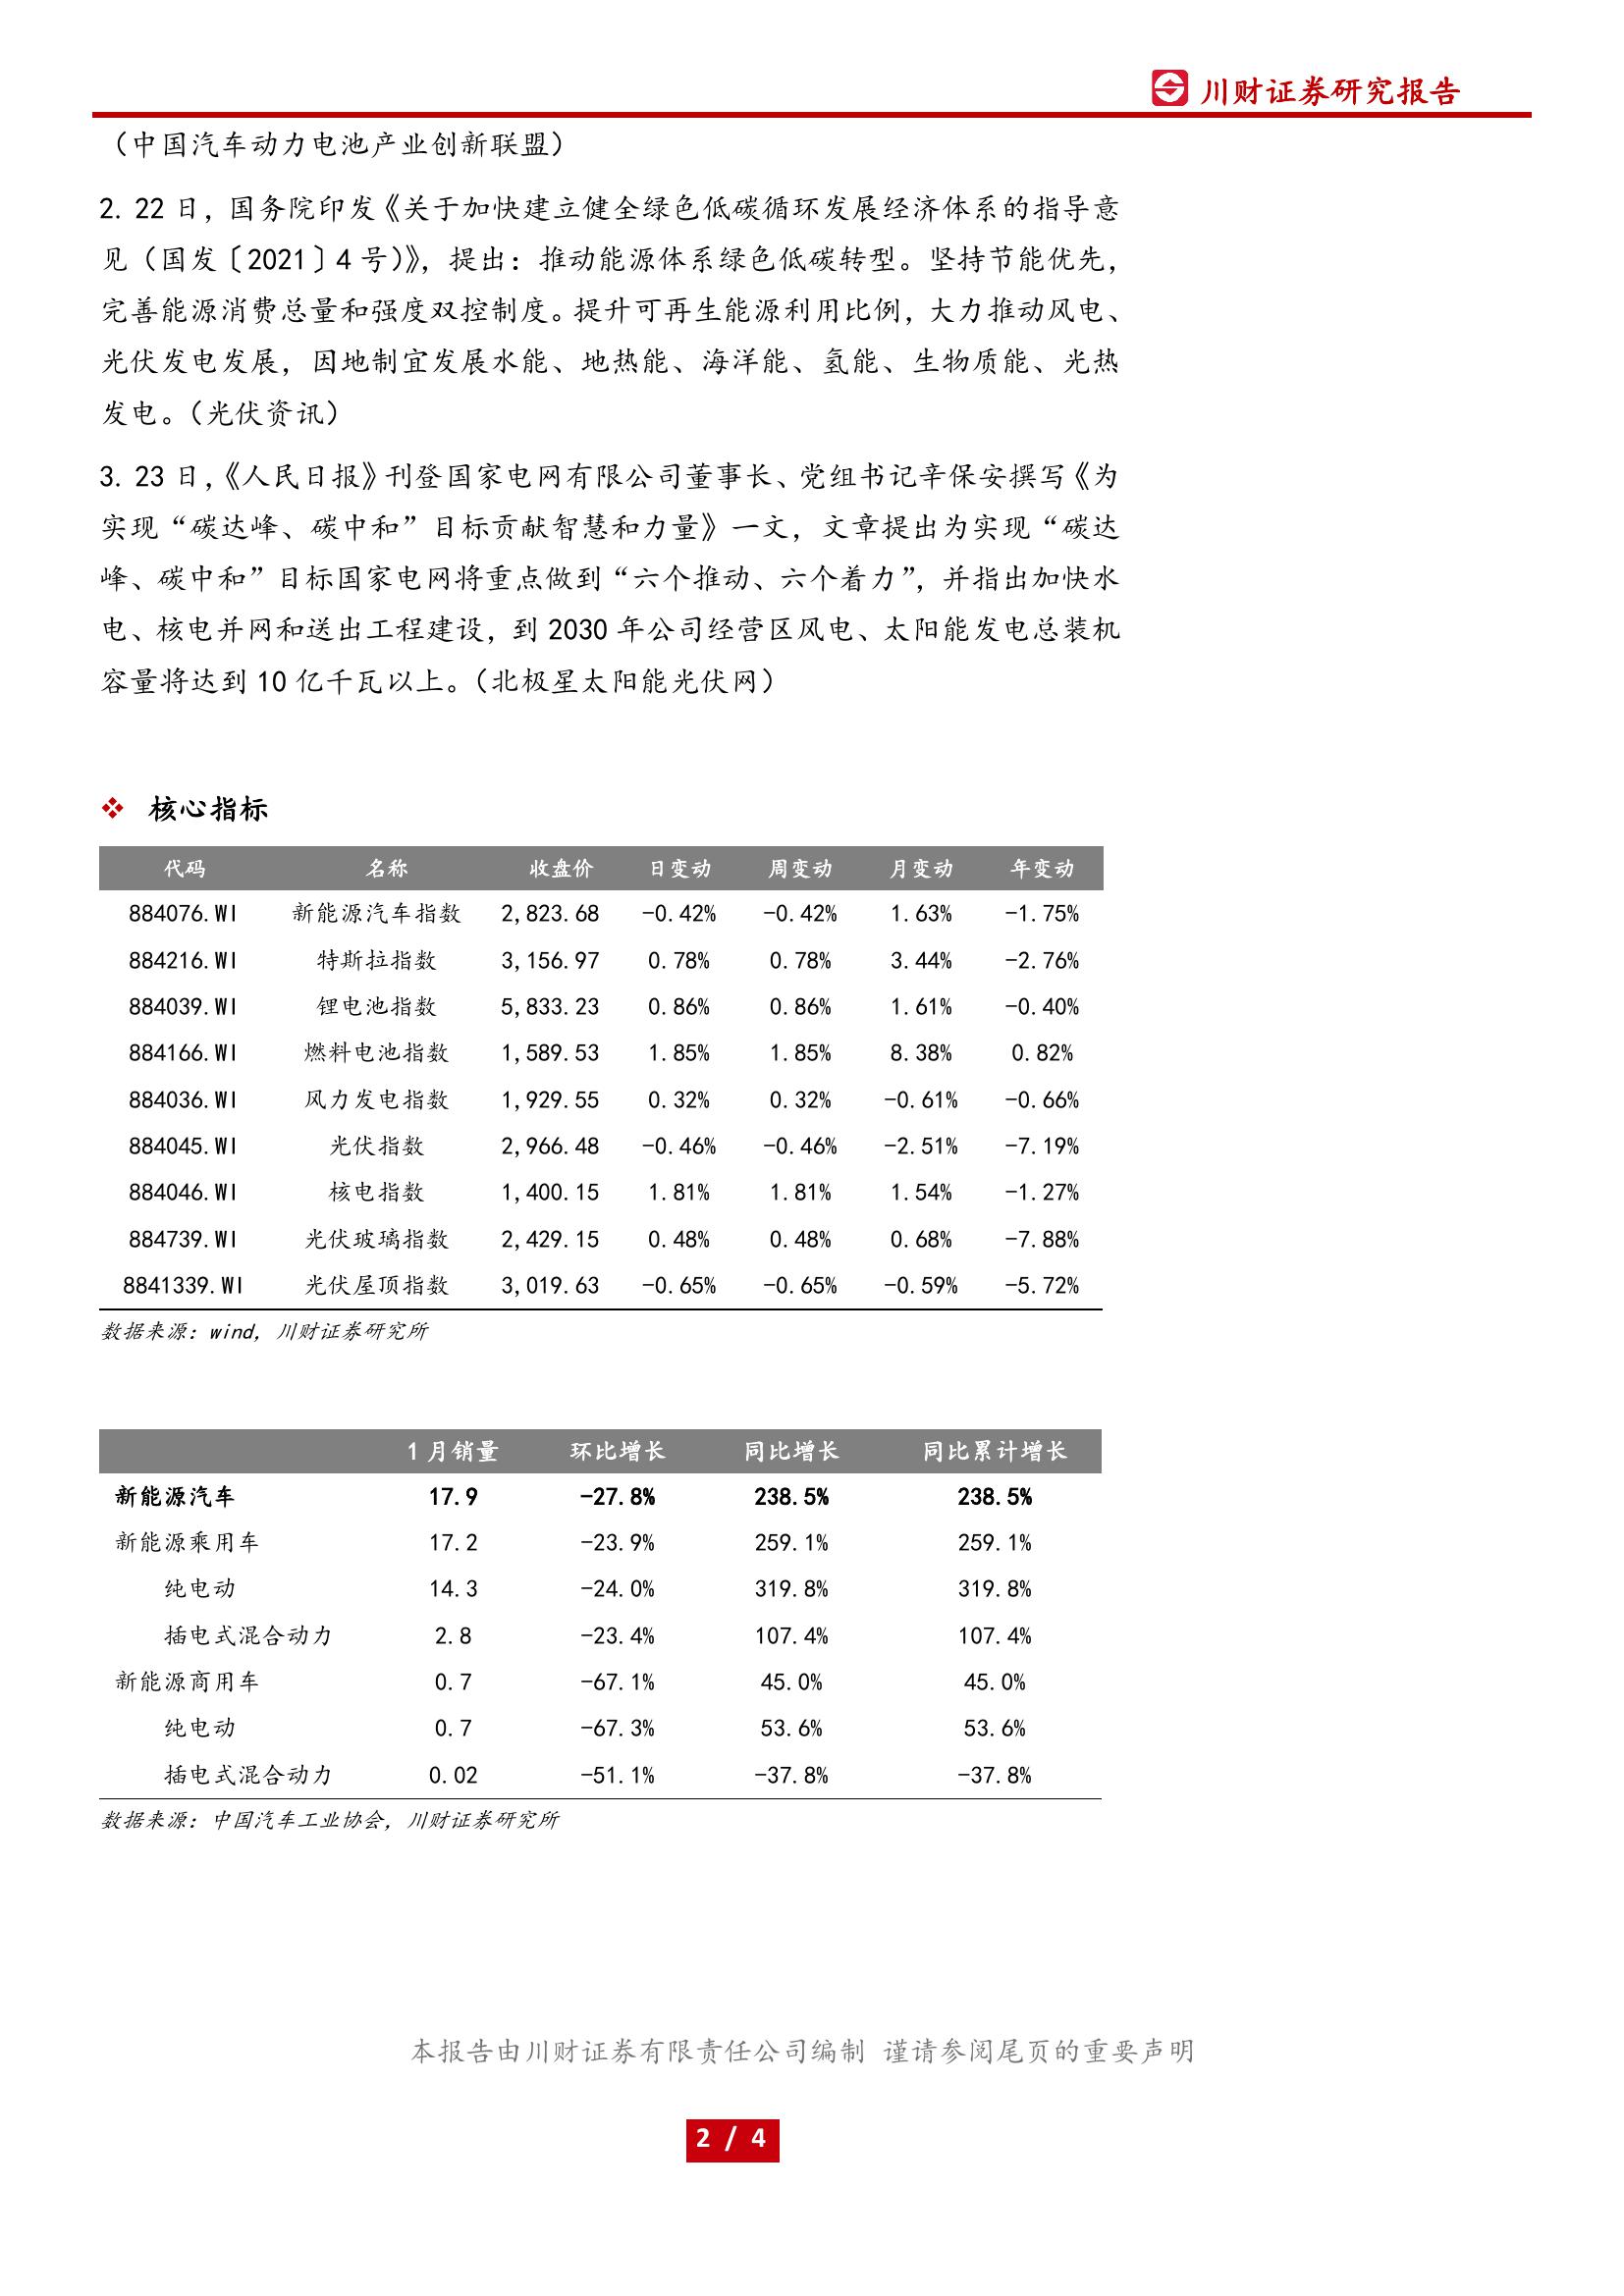 川财证券研究报告
（中国汽车动力电池产业创新联盟）
2. 22 日，国务院印发《关于加快建立健全绿色低碳循环发展经济体系的指导意
见（国发〔2021〕4 号）》，提出：推动能源体系绿色低碳转型。坚持节能优先，
完善能源消费总量和强度双控制度。提升可再生能源利用比例，大力推动风电、
光伏发电发展，因地制宜发展水能、地热能、海洋能、氢能、生物质能、光热
发电。（光伏资讯）
3. 23 日，《人民日报》刊登国家电网有限公司董事长、党组书记辛保安撰写《为
实现“碳达峰、碳中和”目标贡献智慧和力量》一文，文章提出为实现“碳达
峰、碳中和”目标国家电网将重点做到“六个推动、六个着力”，并指出加快水
电、核电并网和送出工程建设，到 2030 年公司经营区风电、太阳能发电总装机
容量将达到 10 亿千瓦以上。（北极星太阳能光伏网）
❖ 核心指标
代码 名称 收盘价 日变动 周变动 月变动 年变动
884076.WI 新能源汽车指数 2,823.68 -0.42% -0.42% 1.63% -1.75%
884216.WI 特斯拉指数 3,156.97 0.78% 0.78% 3.44% -2.76%
884039.WI 锂电池指数 5,833.23 0.86% 0.86% 1.61% -0.40%
884166.WI 燃料电池指数 1,589.53 1.85% 1.85% 8.38% 0.82%
884036.WI 风力发电指数 1,929.55 0.32% 0.32% -0.61% -0.66%
884045.WI 光伏指数 2,966.48 -0.46% -0.46% -2.51% -7.19%
884046.WI 核电指数 1,400.15 1.81% 1.81% 1.54% -1.27%
884739.WI 光伏玻璃指数 2,429.15 0.48% 0.48% 0.68% -7.88%
8841339.WI 光伏屋顶指数 3,019.63 -0.65% -0.65% -0.59% -5.72%
数据来源：wind，川财证券研究所
1 月销量 环比增长 同比增长 同比累计增长
新能源汽车 17.9 -27.8% 238.5% 238.5%
新能源乘用车 17.2 -23.9% 259.1% 259.1%
纯电动 14.3 -24.0% 319.8% 319.8%
插电式混合动力 2.8 -23.4% 107.4% 107.4%
新能源商用车 0.7 -67.1% 45.0% 45.0%
纯电动 0.7 -67.3% 53.6% 53.6%
插电式混合动力 0.02 -51.1% -37.8% -37.8%
数据来源：中国汽车工业协会，川财证券研究所
本报告由川财证券有限责任公司编制 谨请参阅尾页的重要声明
2 / 4